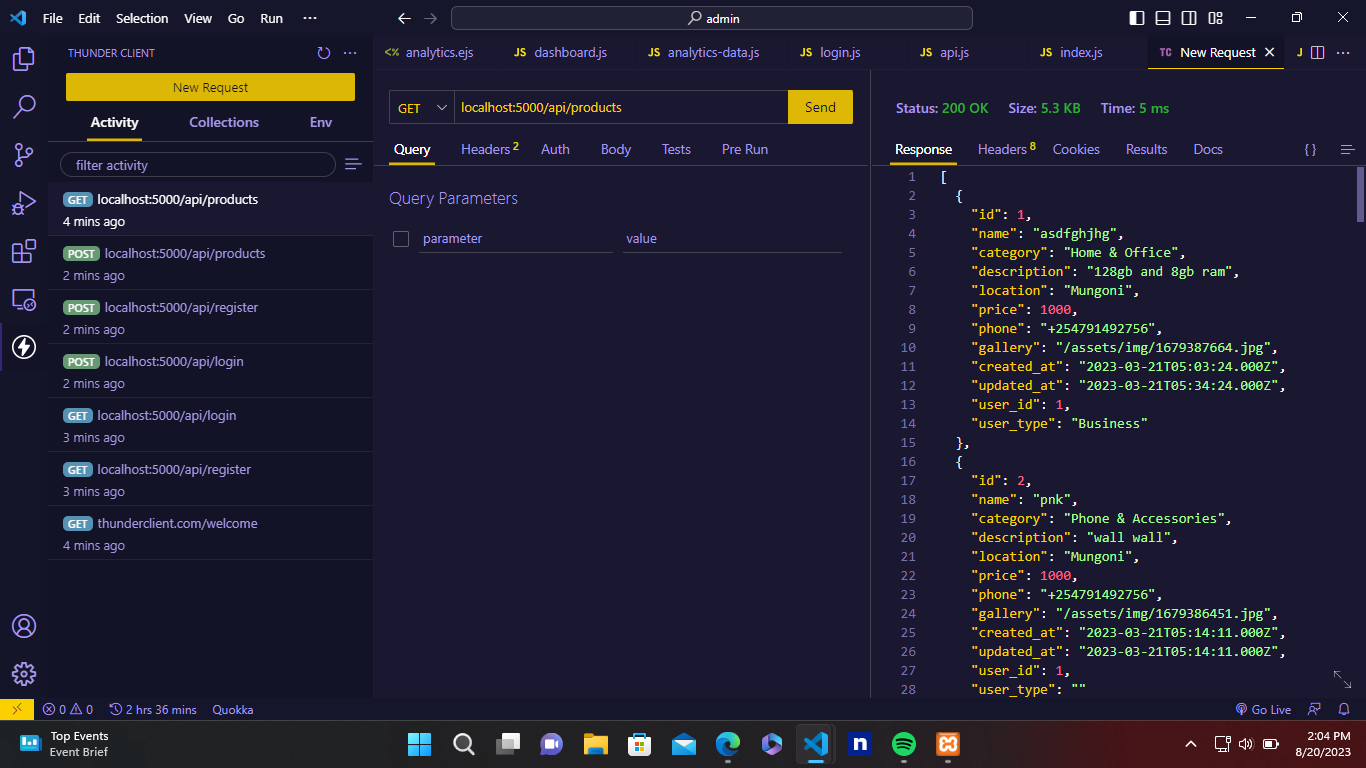 File Edit Selection View Go Run ···
admin
THUNDER CLIENT
New Request
Activity Collections Env
filter activity
GET localhost:5000/api/products
4 mins ago
POST localhost:5000/api/products
2 mins ago
POST localhost:5000/api/register
2 mins ago
POST localhost:5000/api/login
2 mins ago
GET localhost:5000/api/login
3 mins ago
GET localhost:5000/api/register
3 mins ago
GET thunderclient.com/welcome
4 mins ago
<%> analytics.ejs JS dashboard.js JS analytics-data.js JS login.js JS api.js JS index.js TC New Request J
GET localhost:5000/api/products Send
Query Headers 2 Auth Body Tests Pre Run
Query Parameters
parameter value
Status: 200 OK Size: 5.3 KB Time: 5 ms
Response Headers 8 Cookies Results Docs { }
1 [
2 {
3 "id": 1,
4 "name": "asdfghjhg",
5 "category": "Home & Office",
6 "description": "128gb and 8gb ram",
7 "location": "Mungoni",
8 "price": 1000,
9 "phone": "+254791492756",
10 "gallery": "/assets/img/1679387664.jpg",
11 "created_at": "2023-03-21T05:03:24.000Z",
12 "updated_at": "2023-03-21T05:34:24.000Z",
13 "user_id": 1,
14 "user_type": "Business"
15 },
16 {
17 "id": 2,
18 "name": "pnk",
19 "category": "Phone & Accessories",
20 "description": "wall wall",
21 "location": "Mungoni",
22 "price": 1000,
23 "phone": "+254791492756",
24 "gallery": "/assets/img/1679386451.jpg",
25 "created_at": "2023-03-21T05:14:11.000Z",
26 "updated_at": "2023-03-21T05:14:11.000Z",
27 "user_id": 1,
28 "user_type": ""
0 0 2 hrs 36 mins Quokka Go Live
Top Events
Event Brief
n
2:04 PM
8/20/2023